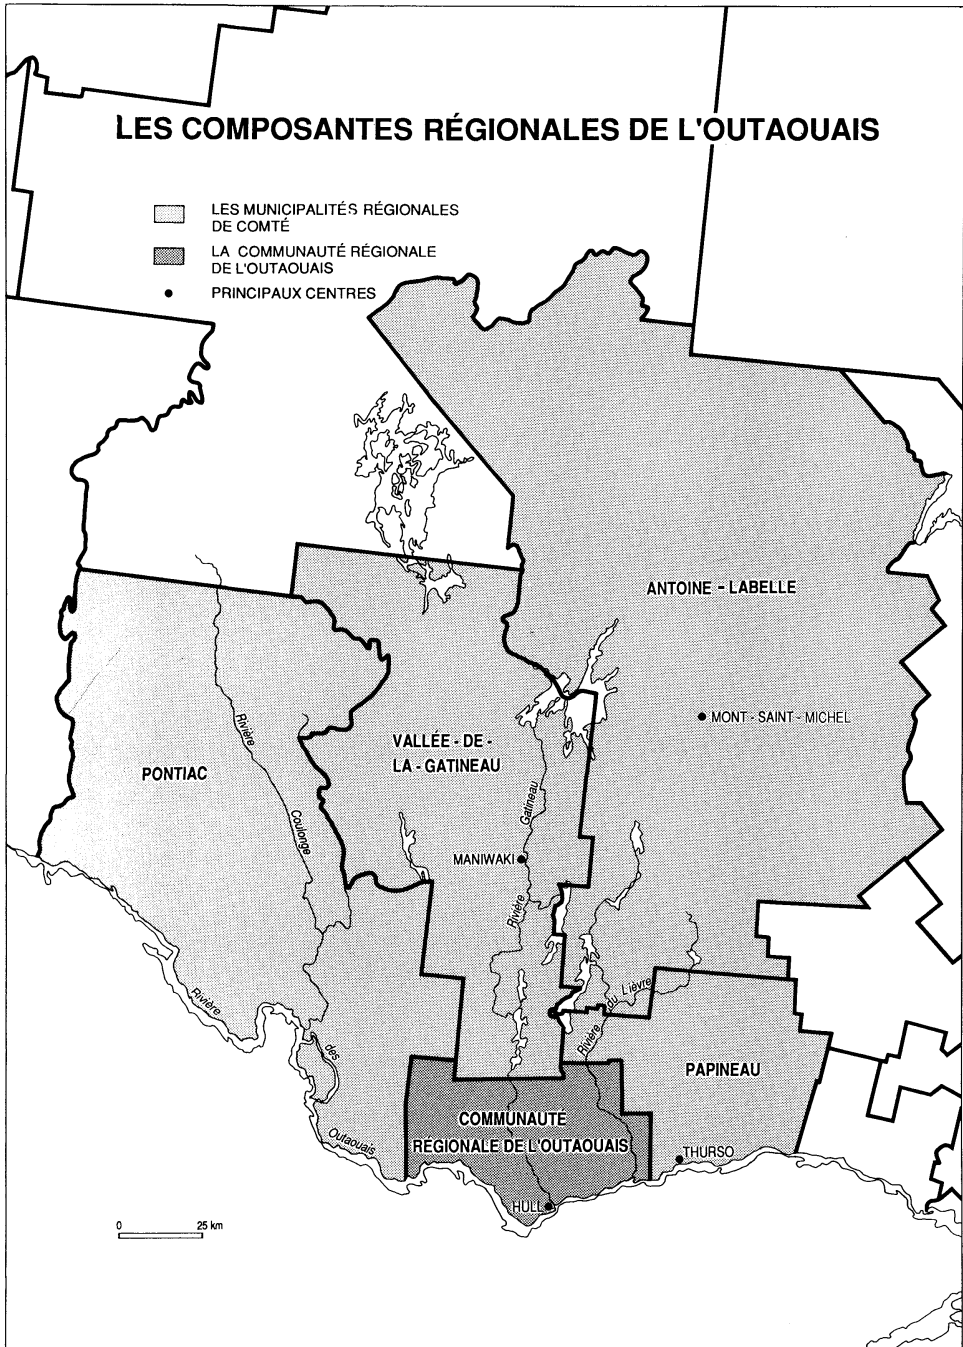 LES COMPOSANTES RÉGIONALES DE L'OUTAOUAIS
LES MUNICIPALITÉS RÉGIONALES
DE COMTÉ
LA COMMUNAUTÉ RÉGIONALE
DE L'OUTAOUAIS
PRINCIPAUX CENTRES
ANTOINE - LABELLE
MONT - SAINT - MICHEL
Rivière
VALLÉE - DE -
LA - GATINEAU
PONTIAC
Gatineau
Coulonge
MANIWAKI
Rivière
Rivière
du Lièvre
Rivière
des
PAPINEAU
COMMUNAUTÉ
RÉGIONALE DE L'OUTAOUAIS
Outaouais
THURSO
HULL
0 25 km